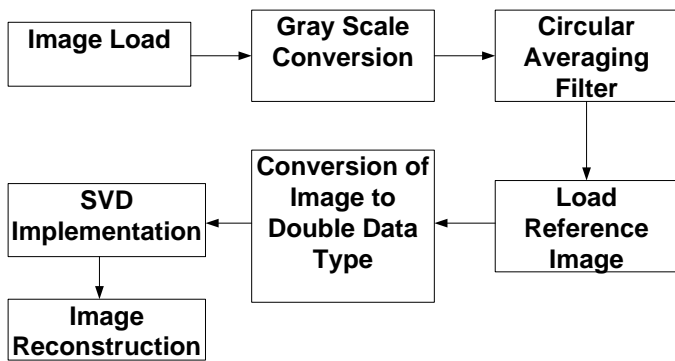 Image Load
Gray Scale
Conversion
Circular
Averaging
Filter
Load
Reference
Image
Conversion of
Image to
Double Data
Type
SVD
Implementation
Image
Reconstruction